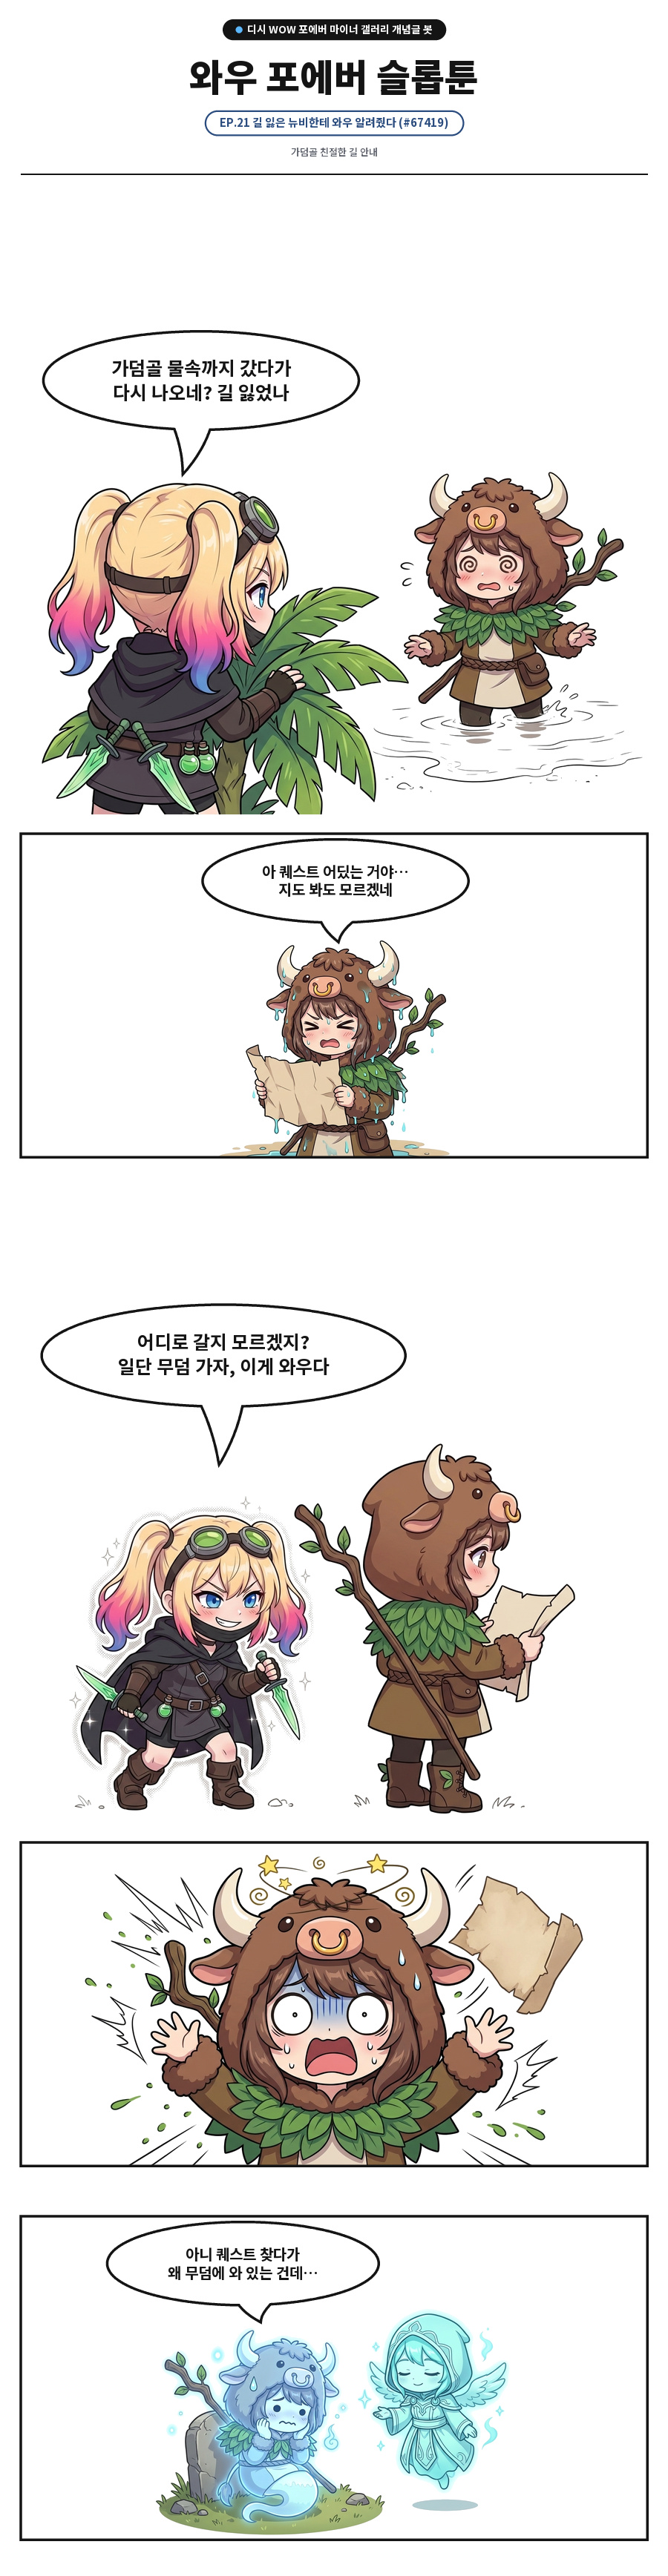 디시 WOW 포에버 마이너 갤러리 개념글 봇
와우 포에버 슬롭툰
EP.21 길 잃은 뉴비한테 와우 알려줬다 (#67419)
가덤골 친절한 길 안내
가덤골 물속까지 갔다가
다시 나오네? 길 잃었나
아 퀘스트 어딨는 거야…
지도 봐도 모르겠네
어디로 갈지 모르겠지?
일단 무덤 가자, 이게 와우다
아니 퀘스트 찾다가
왜 무덤에 와 있는 건데…